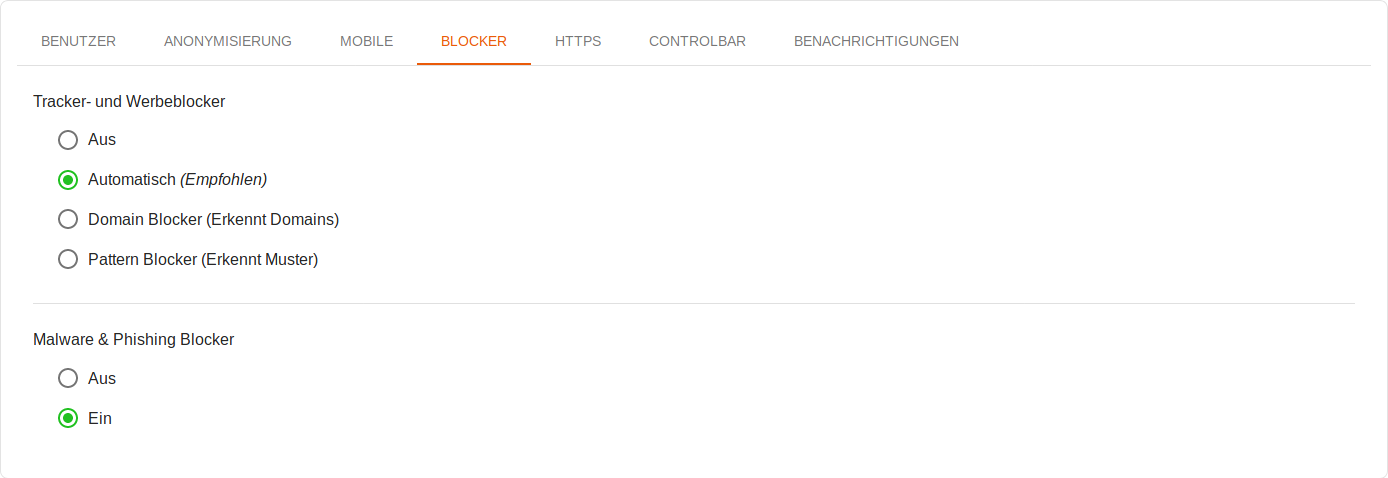 BENUTZER ANONYMISIERUNG MOBILE BLOCKER HTTPS CONTROLBAR BENACHRICHTIGUNGEN
Tracker- und Werbeblocker
Aus
Automatisch (Empfohlen)
Domain Blocker (Erkennt Domains)
Pattern Blocker (Erkennt Muster)
Malware & Phishing Blocker
Aus
Ein